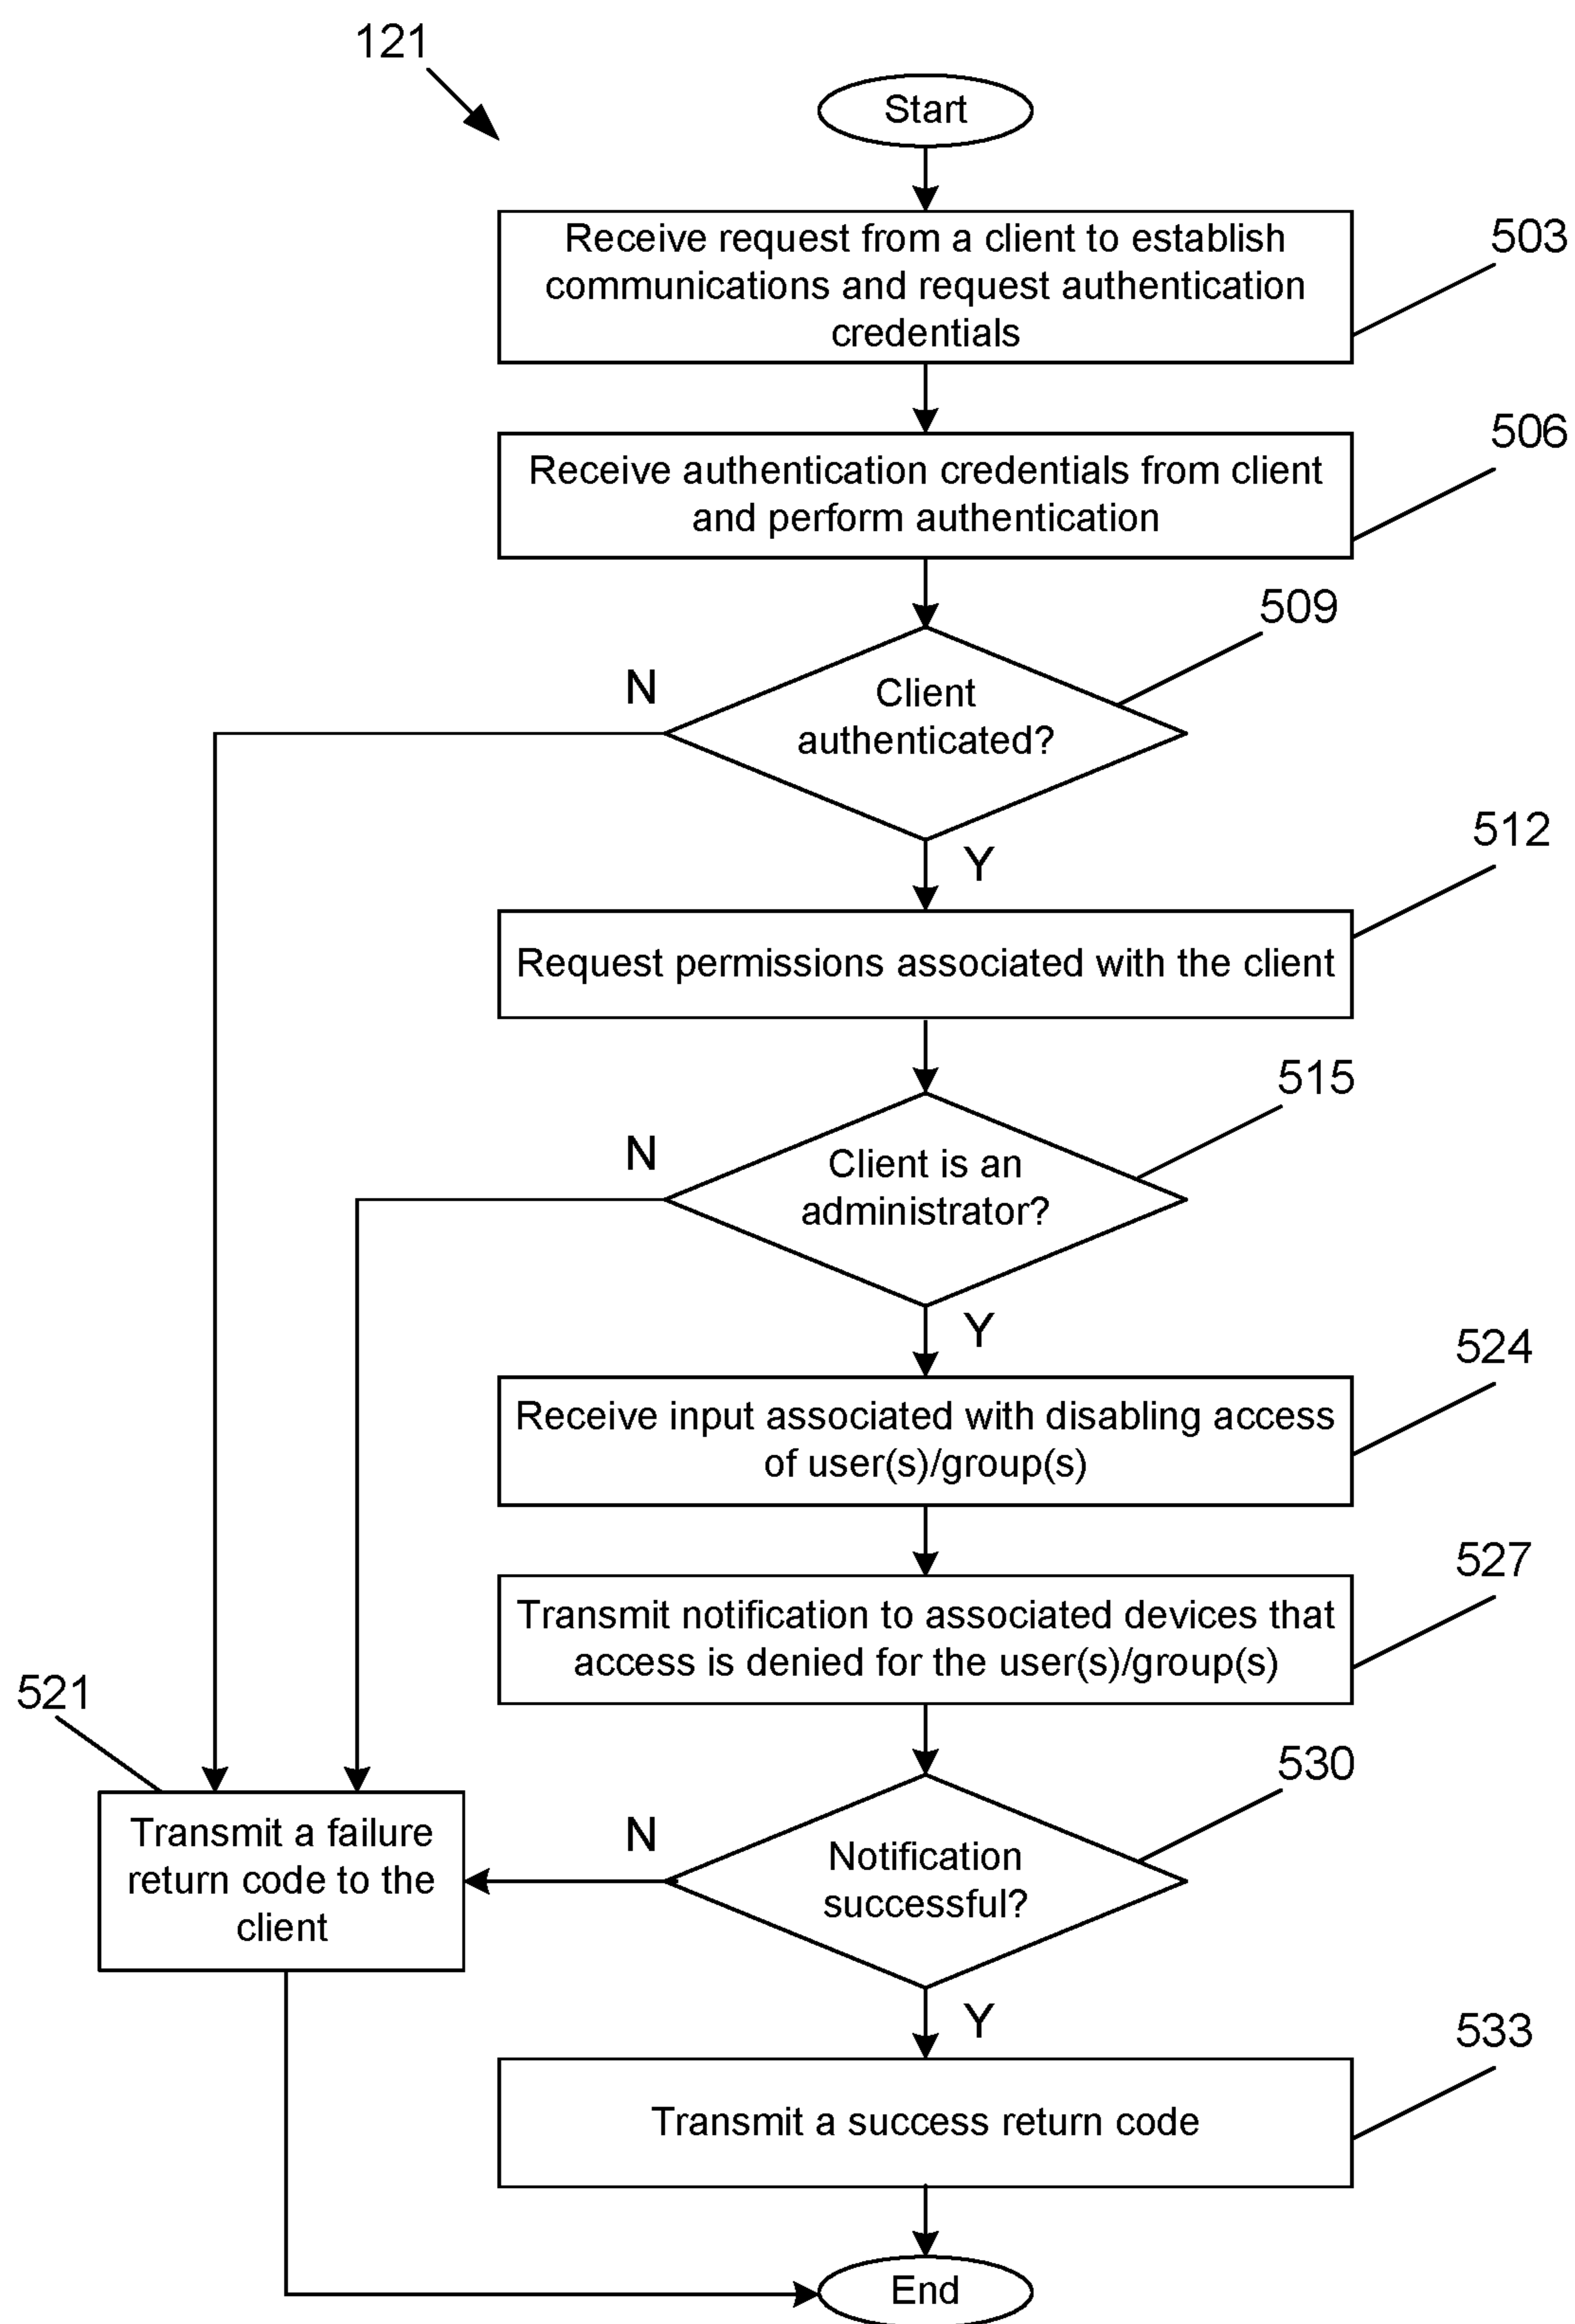 121
Start
Receive request from a client to establish
communications and request authentication
credentials
503
Receive authentication credentials from client
and perform authentication
506
509
N
Client
authenticated?
Y
512
Request permissions associated with the client
515
N
Client is an
administrator?
Y
524
Receive input associated with disabling access
of user(s)/group(s)
527
Transmit notification to associated devices that
access is denied for the user(s)/group(s)
521
530
Transmit a failure
return code to the
client
N
Notification
successful?
Y
533
Transmit a success return code
End